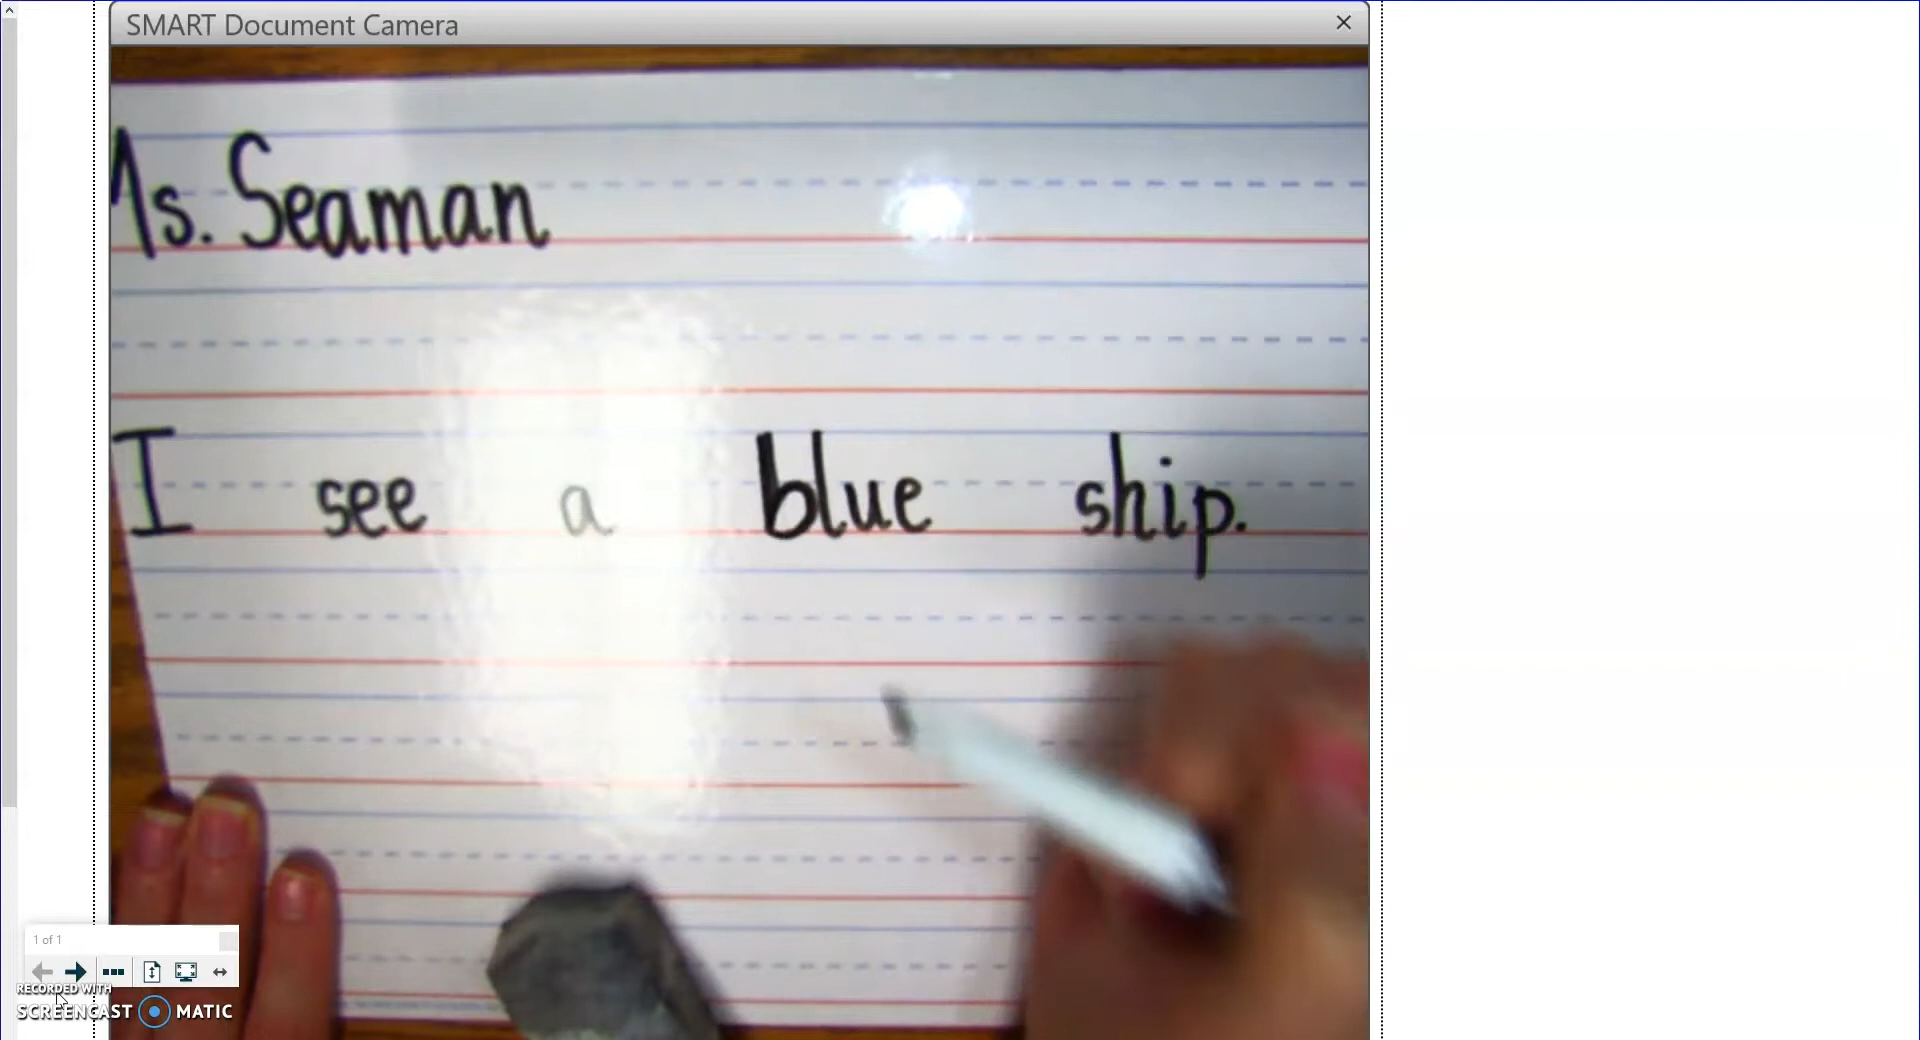 SMART Document Camera
Ms. Seaman
I see a blue ship.
1 of 1
RECORDED WITH
SCREENCAST MATIC